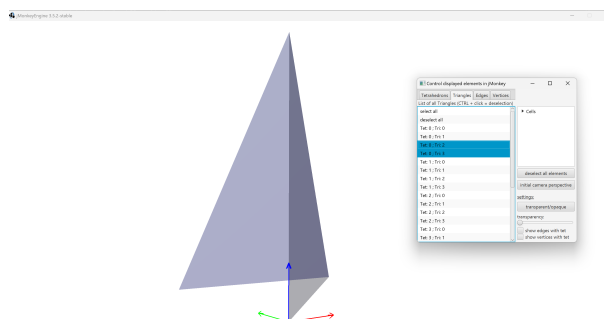 jMonkeyEngine 3.5.2-stable
Control displayed elements in jMonkey
Tetrahedrons Triangles Edges Vertices
List of all Triangles (CTRL + click = deselection)
select all
deselect all
Tet: 0 ; Tri: 0
Tet: 0 ; Tri: 1
Tet: 0 ; Tri: 2
Tet: 0 ; Tri: 3
Tet: 1 ; Tri: 0
Tet: 1 ; Tri: 1
Tet: 1 ; Tri: 2
Tet: 1 ; Tri: 3
Tet: 2 ; Tri: 0
Tet: 2 ; Tri: 1
Tet: 2 ; Tri: 2
Tet: 2 ; Tri: 3
Tet: 3 ; Tri: 0
Tet: 3 ; Tri: 1
Cells
deselect all elements
initial camera perspective
settings:
transparent/opaque
transparency:
show edges with tet
show vertices with tet